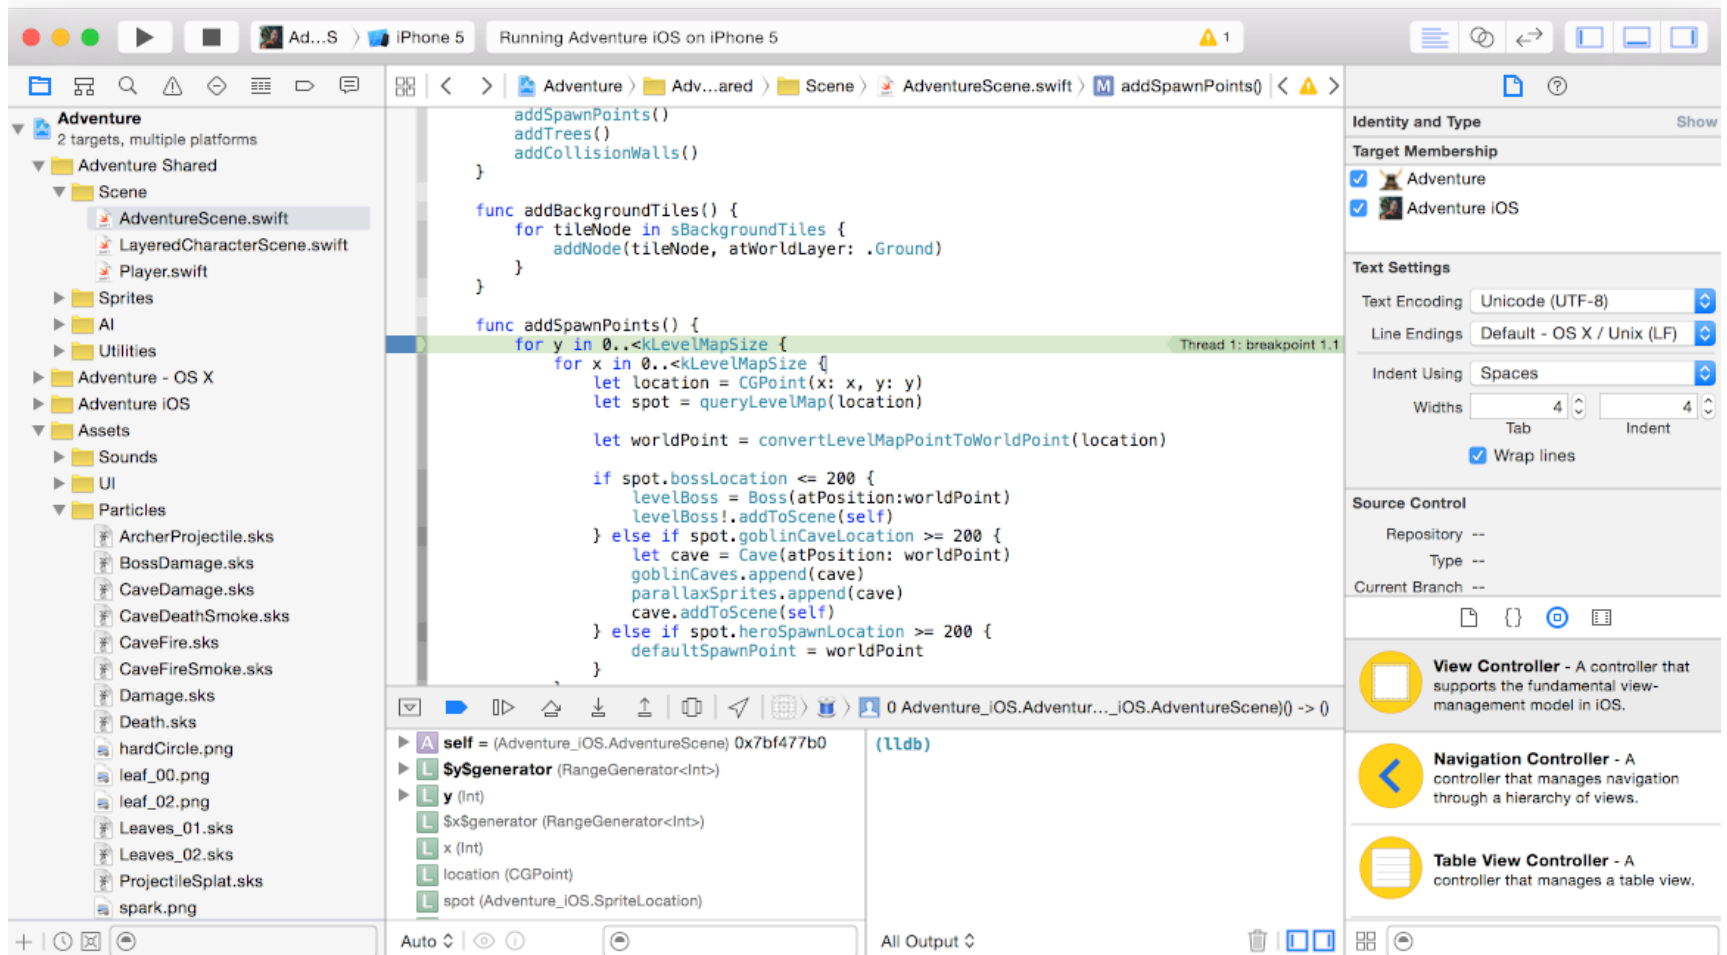 Ad...S
iPhone 5
Running Adventure iOS on iPhone 5
1
Adventure
Adv...ared
Scene
AdventureScene.swift
M addSpawnPoints()
Adventure
2 targets, multiple platforms
Adventure Shared
Scene
AdventureScene.swift
LayeredCharacterScene.swift
Player.swift
Sprites
AI
Utilities
Adventure - OS X
Adventure iOS
Assets
Sounds
UI
Particles
ArcherProjectile.sks
BossDamage.sks
CaveDamage.sks
CaveDeathSmoke.sks
CaveFire.sks
CaveFireSmoke.sks
Damage.sks
Death.sks
hardCircle.png
leaf_00.png
leaf_02.png
Leaves_01.sks
Leaves_02.sks
ProjectileSplat.sks
spark.png
addSpawnPoints()
addTrees()
addCollisionWalls()
}
func addBackgroundTiles() {
for tileNode in sBackgroundTiles {
addNode(tileNode, atWorldLayer: .Ground)
}
}
func addSpawnPoints() {
for y in 0..<kLevelMapSize {
Thread 1: breakpoint 1.1
for x in 0..<kLevelMapSize {
let location = CGPoint(x: x, y: y)
let spot = queryLevelMap(location)
let worldPoint = convertLevelMapPointToWorldPoint(location)
if spot.bossLocation <= 200 {
levelBoss = Boss(atPosition:worldPoint)
levelBoss!.addToScene(self)
} else if spot.goblinCaveLocation >= 200 {
let cave = Cave(atPosition: worldPoint)
goblinCaves.append(cave)
parallaxSprites.append(cave)
cave.addToScene(self)
} else if spot.heroSpawnLocation >= 200 {
defaultSpawnPoint = worldPoint
}
0 Adventure_iOS.Adventur..._iOS.AdventureScene)() -> ()
A self = (Adventure_iOS.AdventureScene) 0x7bf477b0
L $y$generator (RangeGenerator<Int>)
L y (Int)
L $x$generator (RangeGenerator<Int>)
L x (Int)
L location (CGPoint)
L spot (Adventure_iOS.SpriteLocation)
Auto
(lldb)
All Output
Identity and Type
Show
Target Membership
Adventure
Adventure iOS
Text Settings
Text Encoding Unicode (UTF-8)
Line Endings Default - OS X / Unix (LF)
Indent Using Spaces
Widths 4 4
Tab Indent
Wrap lines
Source Control
Repository --
Type --
Current Branch --
{}
View Controller - A controller that
supports the fundamental view-
management model in iOS.
Navigation Controller - A
controller that manages navigation
through a hierarchy of views.
Table View Controller - A
controller that manages a table view.